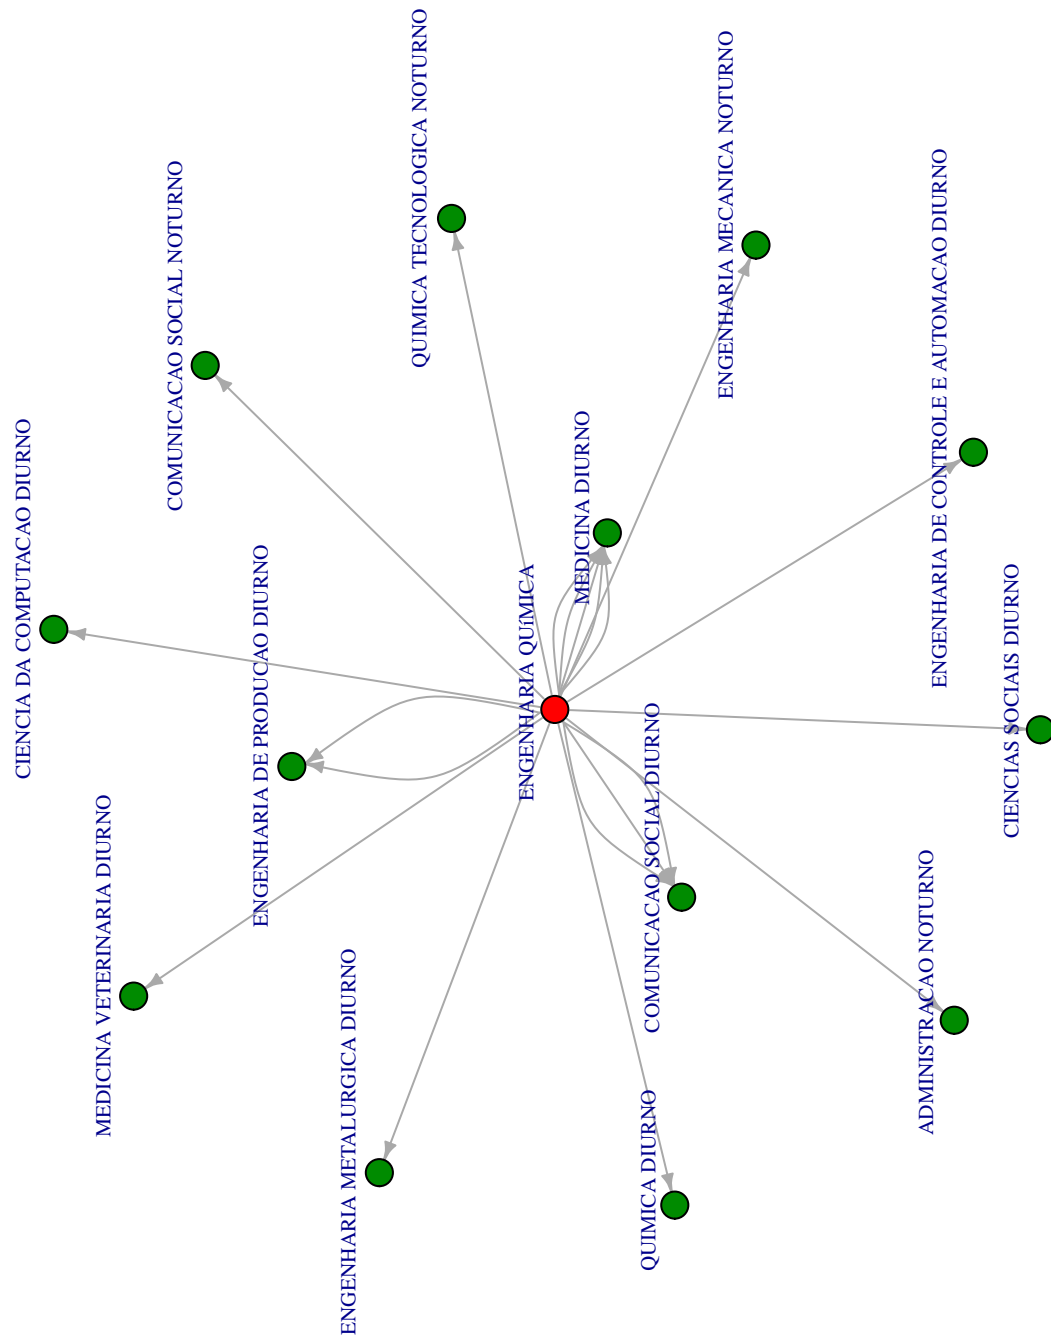 CIENCIA DA COMPUTACAO DIURNO
MEDICINA VETERINARIA DIURNO
COMUNICACAO SOCIAL NOTURNO
ENGENHARIA DE PRODUCAO DIURNO
ENGENHARIA METALURGICA DIURNO
QUIMICA TECNOLOGICA NOTURNO
ENGENHARIA QUíMICA
MEDICINA DIURNO
QUIMICA DIURNO
COMUNICACAO SOCIAL DIURNO
ENGENHARIA MECANICA NOTURNO
ADMINISTRACAO NOTURNO
ENGENHARIA DE CONTROLE E AUTOMACAO DIURNO
CIENCIAS SOCIAIS DIURNO